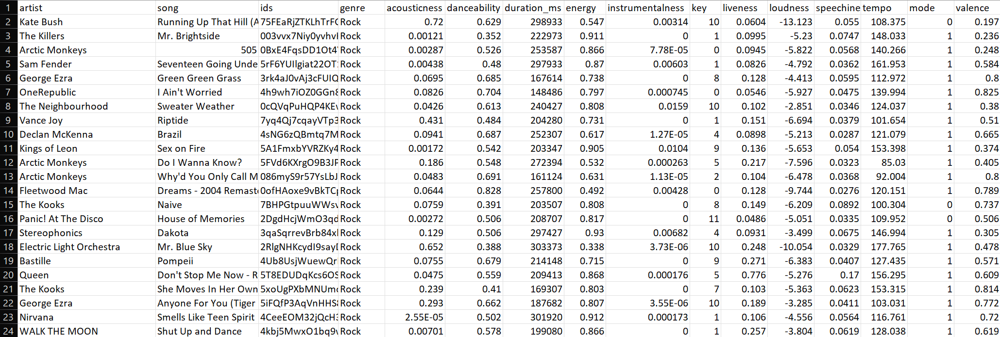 1 artist song ids genre acousticness danceability duration_ms energy instrumentalness key liveness loudness speechine tempo mode valence
2 Kate Bush Running Up That Hill (A 75FEaRjZTKLhTrF Rock 0.72 0.629 298933 0.547 0.00314 10 0.0604 -13.123 0.055 108.375 0 0.197
3 The Killers Mr. Brightside 003vvx7Niy0yvhv Rock 0.00121 0.352 222973 0.911 0 1 0.0995 -5.23 0.0747 148.033 1 0.236
4 Arctic Monkeys 505 0BxE4FqsDD1Ot4 Rock 0.00287 0.526 253587 0.866 7.78E-05 0 0.0945 -5.822 0.0568 140.266 1 0.248
5 Sam Fender Seventeen Going Unde 5rF6YUIlgiat22OT Rock 0.00438 0.48 297933 0.87 0.00603 1 0.0826 -4.792 0.0362 161.953 1 0.584
6 George Ezra Green Green Grass 3rk4aJ0vAj3cFUIQ Rock 0.0695 0.685 167614 0.738 0 8 0.128 -4.413 0.0595 112.972 1 0.8
7 OneRepublic I Ain't Worried 4h9wh7iOZ0GGn8 Rock 0.0826 0.704 148486 0.797 0.000745 0 0.0546 -5.927 0.0475 139.994 1 0.825
8 The Neighbourhood Sweater Weather 0cQVqPuHQP4KEv Rock 0.0426 0.613 240427 0.808 0.0159 10 0.102 -2.851 0.0346 124.037 1 0.38
9 Vance Joy Riptide 7yq4Qj7cqayVTp3 Rock 0.431 0.484 204280 0.731 0 1 0.151 -6.694 0.0379 101.654 1 0.51
10 Declan McKenna Brazil 4sNG6zQBmtq7M Rock 0.0941 0.687 252307 0.617 1.27E-05 4 0.0898 -5.213 0.0287 121.079 1 0.665
11 Kings of Leon Sex on Fire 5A1FmxbYVRZKy4 Rock 0.00172 0.542 203347 0.905 0.0104 9 0.136 -5.653 0.054 153.398 1 0.374
12 Arctic Monkeys Do I Wanna Know? 5FVd6KXrgO9B3JP Rock 0.186 0.548 272394 0.532 0.000263 5 0.217 -7.596 0.0323 85.03 1 0.405
13 Arctic Monkeys Why'd You Only Call M 086myS9r57YsLbJ Rock 0.0483 0.691 161124 0.631 1.13E-05 2 0.104 -6.478 0.0368 92.004 1 0.8
14 Fleetwood Mac Dreams - 2004 Remast 0ofHAoxe9vBkTCp Rock 0.0644 0.828 257800 0.492 0.00428 0 0.128 -9.744 0.0276 120.151 1 0.789
15 The Kooks Naive 7BHPGtpuuWWsv Rock 0.0759 0.391 203507 0.808 0 8 0.149 -6.209 0.0892 100.304 0 0.737
16 Panic! At The Disco House of Memories 2DgdHcjWmO3qd Rock 0.00272 0.506 208707 0.817 0 11 0.0486 -5.051 0.0335 109.952 0 0.506
17 Stereophonics Dakota 3qaSqrrevBrb84x Rock 0.129 0.506 297427 0.93 0.00682 4 0.0931 -3.499 0.0675 146.994 1 0.305
18 Electric Light Orchestra Mr. Blue Sky 2RlgNHKcydI9say Rock 0.652 0.388 303373 0.338 3.73E-06 10 0.248 -10.054 0.0329 177.765 1 0.478
19 Bastille Pompeii 4Ub8UsjWuewQr Rock 0.0755 0.679 214148 0.715 0 9 0.271 -6.383 0.0407 127.435 1 0.571
20 Queen Don't Stop Me Now - R 5T8EDUDqKcs6OS Rock 0.0475 0.559 209413 0.868 0.000176 5 0.776 -5.276 0.17 156.295 1 0.609
21 The Kooks She Moves In Her Own 5xoUgPXbMNUm Rock 0.239 0.41 169307 0.803 0 7 0.103 -5.363 0.0623 153.315 1 0.814
22 George Ezra Anyone For You (Tiger 5iFQfP3AqVnHHS Rock 0.293 0.662 187682 0.807 3.55E-06 10 0.189 -3.285 0.0411 103.031 1 0.772
23 Nirvana Smells Like Teen Spirit 4CeeEOM32jQcH Rock 2.55E-05 0.502 301920 0.912 0.000173 1 0.106 -4.556 0.0564 116.761 1 0.72
24 WALK THE MOON Shut Up and Dance 4kbj5MwxO1bq9 Rock 0.00701 0.578 199080 0.866 0 1 0.257 -3.804 0.0619 128.038 1 0.619